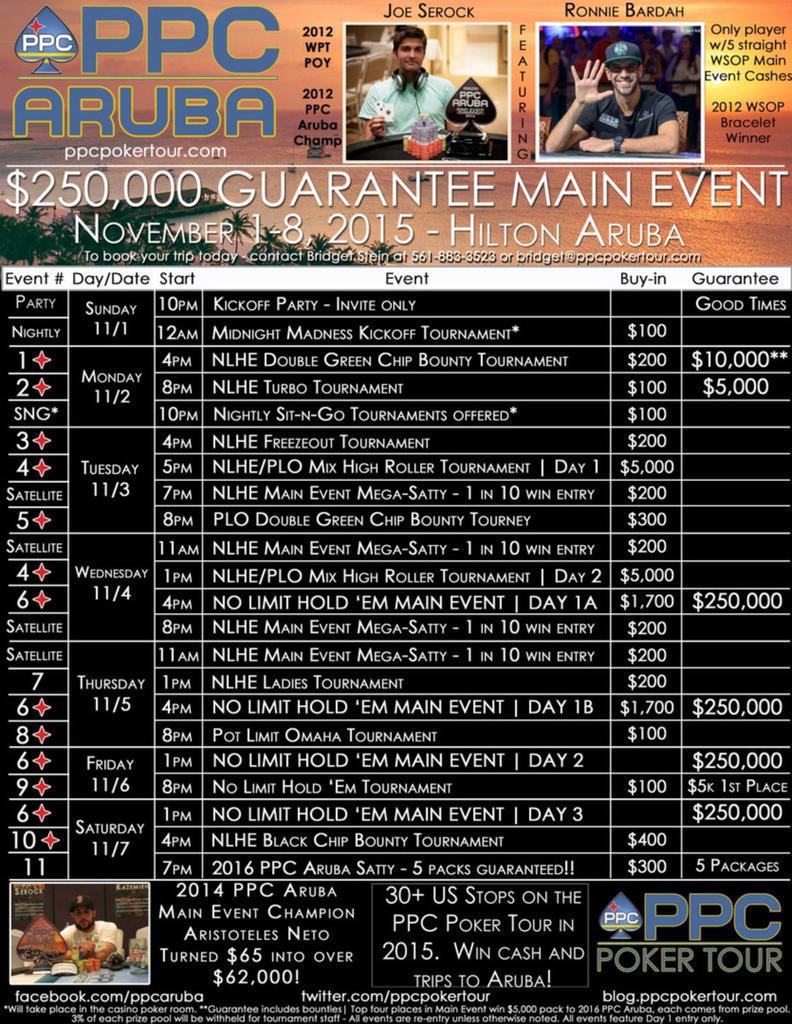 PPC
PPC
ARUBA
ppcpokertour.com
2012
WPT
POY
2012
PPC
Aruba
Champ
Joe Serock
PPC
ARUBA
FEATURING
Ronnie Bardah
Only player
w/5 straight
WSOP Main
Event Cashes
2012 WSOP
Bracelet
Winner
$250,000 GUARANTEE MAIN EVENT
November 1-8, 2015 - Hilton Aruba
To book your trip today - contact Bridget Stein at 561-883-3523 or bridget@ppcpokertour.com
Event # Day/Date Start Event Buy-in Guarantee
Party Sunday 11/1 10pm Kickoff Party - Invite only Good Times
Nightly 12am Midnight Madness Kickoff Tournament* $100
1 Monday 11/2 4pm NLHE Double Green Chip Bounty Tournament $200 $10,000**
2 8pm NLHE Turbo Tournament $100 $5,000
SNG* 10pm Nightly Sit-n-Go Tournaments offered* $100
3 Tuesday 11/3 4pm NLHE Freezeout Tournament $200
4 5pm NLHE/PLO Mix High Roller Tournament | Day 1 $5,000
Satellite 7pm NLHE Main Event Mega-Satty - 1 in 10 win entry $200
5 8pm PLO Double Green Chip Bounty Tourney $300
Satellite Wednesday 11/4 11am NLHE Main Event Mega-Satty - 1 in 10 win entry $200
4 1pm NLHE/PLO Mix High Roller Tournament | Day 2 $5,000
6 4pm NO LIMIT HOLD 'EM MAIN EVENT | DAY 1A $1,700 $250,000
Satellite 8pm NLHE Main Event Mega-Satty - 1 in 10 win entry $200
Satellite Thursday 11/5 11am NLHE Main Event Mega-Satty - 1 in 10 win entry $200
7 1pm NLHE Ladies Tournament $200
6 4pm NO LIMIT HOLD 'EM MAIN EVENT | DAY 1B $1,700 $250,000
8 8pm Pot Limit Omaha Tournament $100
6 Friday 11/6 1pm NO LIMIT HOLD 'EM MAIN EVENT | DAY 2 $250,000
9 8pm No Limit Hold 'Em Tournament $100 $5k 1st Place
6 Saturday 11/7 1pm NO LIMIT HOLD 'EM MAIN EVENT | DAY 3 $250,000
10 4pm NLHE Black Chip Bounty Tournament $400
11 7pm 2016 PPC Aruba Satty - 5 packs guaranteed!! $300 5 Packages
Serock
2014 PPC Aruba
Main Event Champion
Aristoteles Neto
Turned $65 into over
$62,000!
30+ US Stops on the
PPC Poker Tour in
2015. Win cash and
trips to Aruba!
PPC
PPC
POKER TOUR
facebook.com/ppcaruba twitter.com/ppcpokertour blog.ppcpokertour.com
*Will take place in the casino poker room. **Guarantee includes bounties| Top four places in Main Event win $5,000 pack to 2016 PPC Aruba, each comes from prize pool.
3% of each prize pool will be withheld for tournament staff - All events are re-entry unless otherwise noted. All events feature Day 1 entry only.